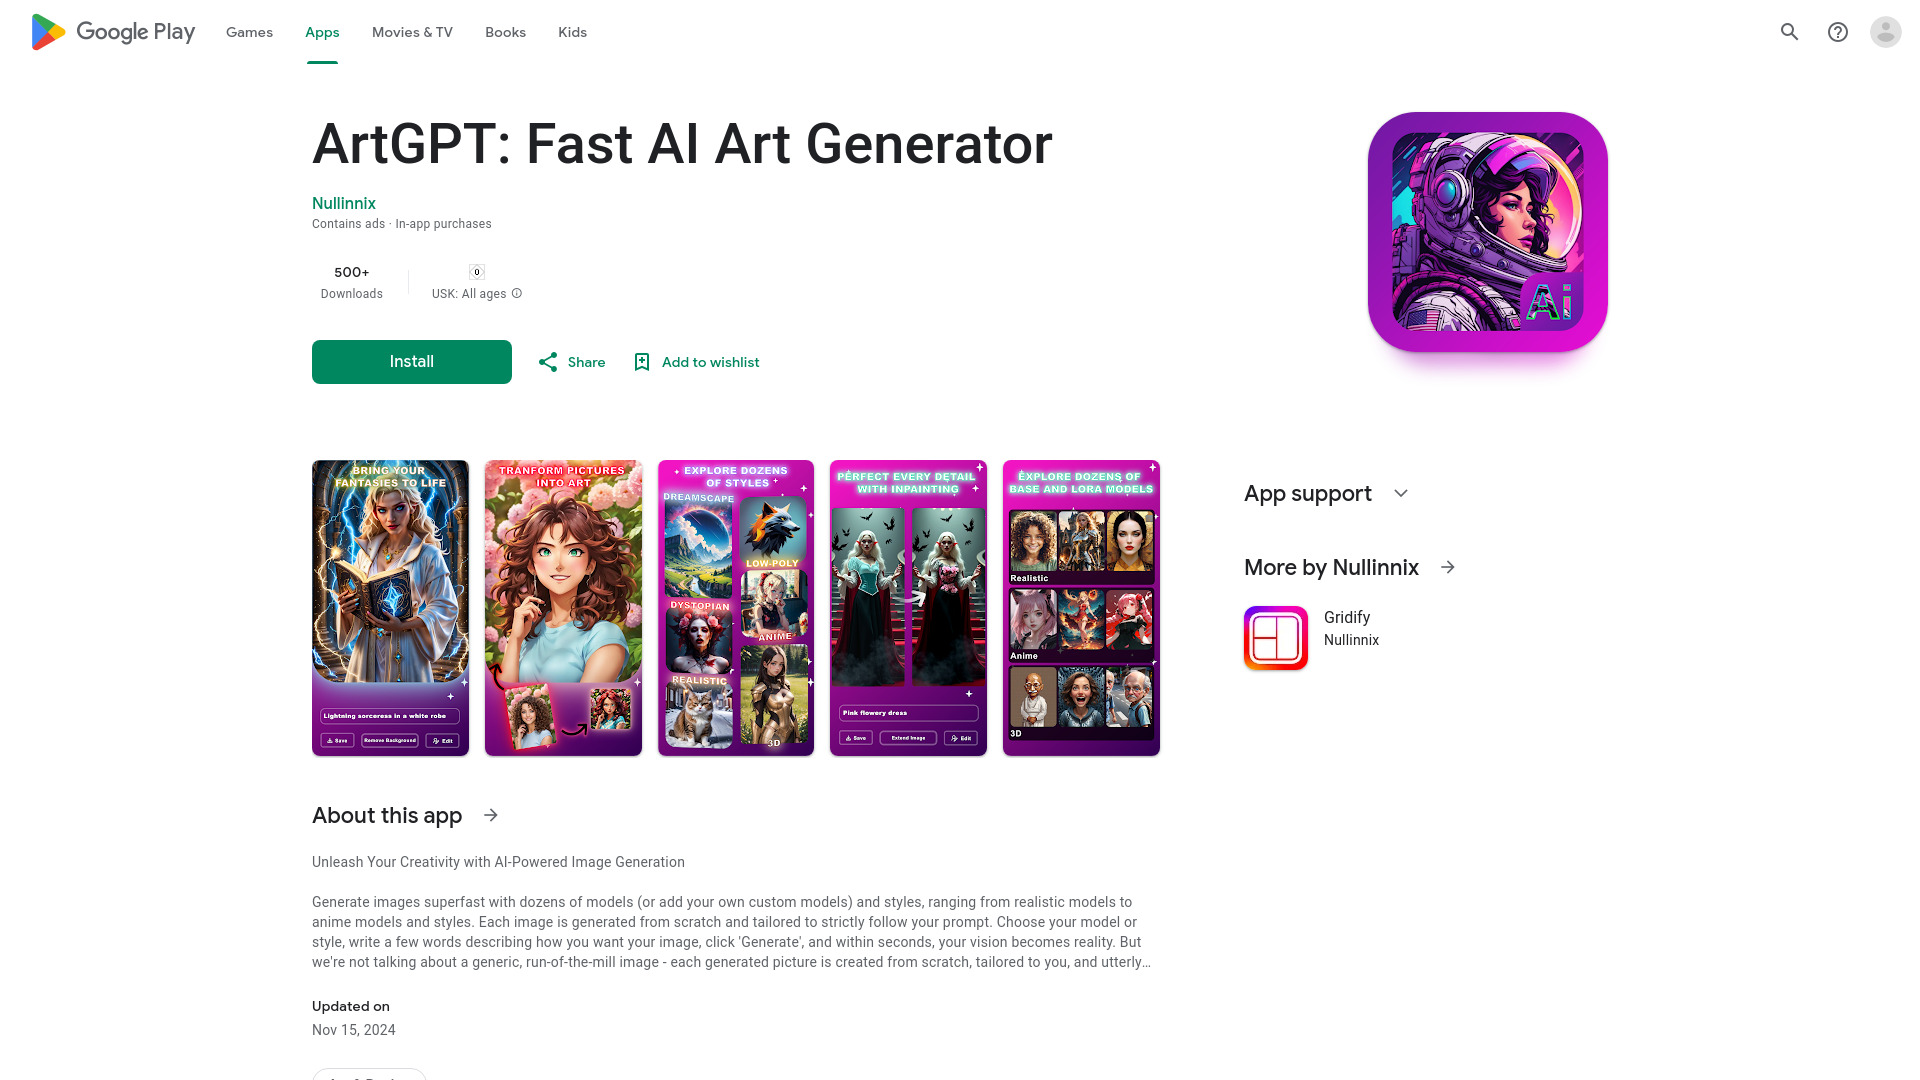 Google Play
Games
Apps
Movies & TV
Books
Kids
ArtGPT: Fast AI Art Generator
Nullinnix
Contains ads · In-app purchases
500+
Downloads
0
USK: All ages
Install
Share
Add to wishlist
Ai
BRING YOUR
FANTASIES TO LIFE
Lightning sorceress in a white robe
Save
Remove Background
Edit
TRANFORM PICTURES
INTO ART
EXPLORE DOZENS
OF STYLES
DREAMSCAPE
LOW-POLY
DYSTOPIAN
ANIME
REALISTIC
3D
PERFECT EVERY DETAIL
WITH INPAINTING
Pink flowery dress
Save
Extend Image
Edit
EXPLORE DOZENS OF
BASE AND LORA MODELS
Realistic
Anime
3D
App support
More by Nullinnix
Gridify
Nullinnix
About this app
Unleash Your Creativity with AI-Powered Image Generation
Generate images superfast with dozens of models (or add your own custom models) and styles, ranging from realistic models to
anime models and styles. Each image is generated from scratch and tailored to strictly follow your prompt. Choose your model or
style, write a few words describing how you want your image, click 'Generate', and within seconds, your vision becomes reality. But
we're not talking about a generic, run-of-the-mill image - each generated picture is created from scratch, tailored to you, and utterly…
Updated on
Nov 15, 2024